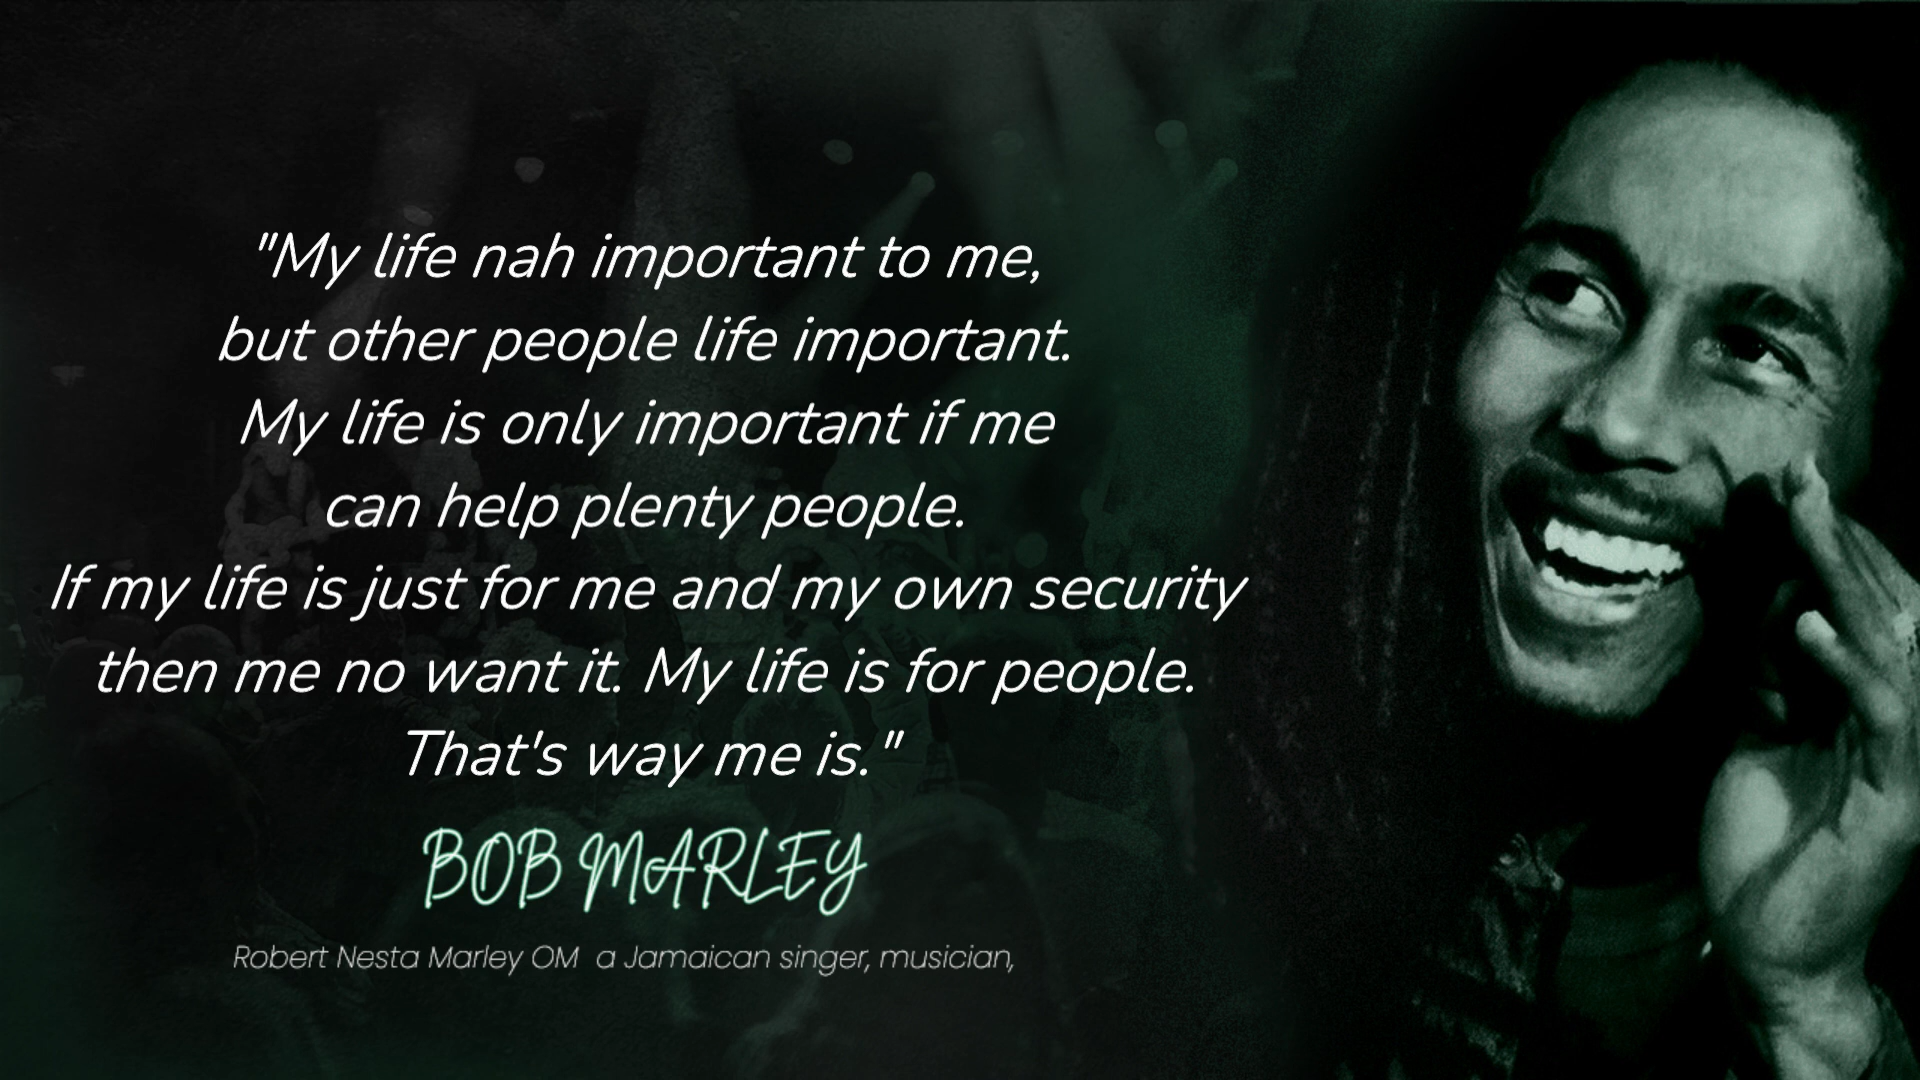 "My life nah important to me,
but other people life important.
My life is only important if me
can help plenty people.
If my life is just for me and my own security
then me no want it. My life is for people.
That's way me is."
BOB MARLEY
Robert Nesta Marley OM a Jamaican singer, musician,